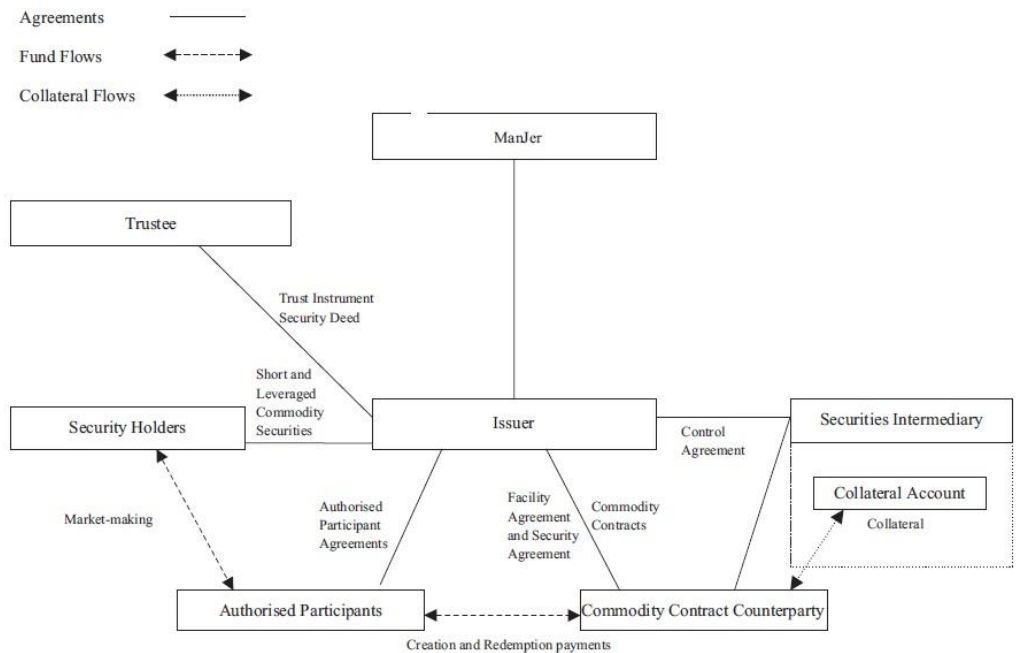 Agreements
Fund Flows
Collateral Flows
ManJer
Trustee
Trust Instrument
Security Deed
Short and
Leveraged
Commodity
Securities
Security Holders
Issuer
Securities Intermediary
Control
Agreement
Collateral Account
Collateral
Market-making
Authorised
Participant
Agreements
Facility
Agreement
and Security
Agreement
Commodity
Contracts
Authorised Participants
Commodity Contract Counterparty
Creation and Redemption payments